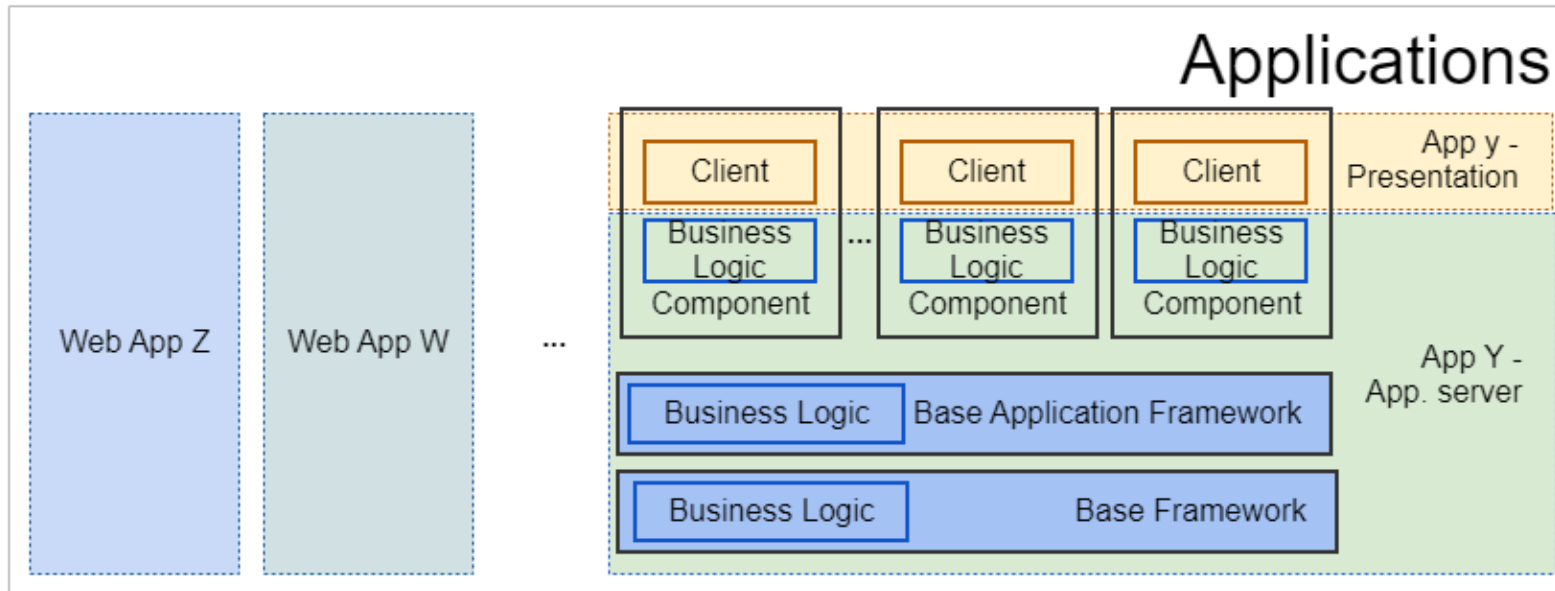 Applications
Web App Z
Web App W
...
Client
Business
Logic
Component
...
Client
Business
Logic
Component
Client
Business
Logic
Component
App y -
Presentation
Business Logic
Base Application Framework
Business Logic
Base Framework
App Y -
App. server